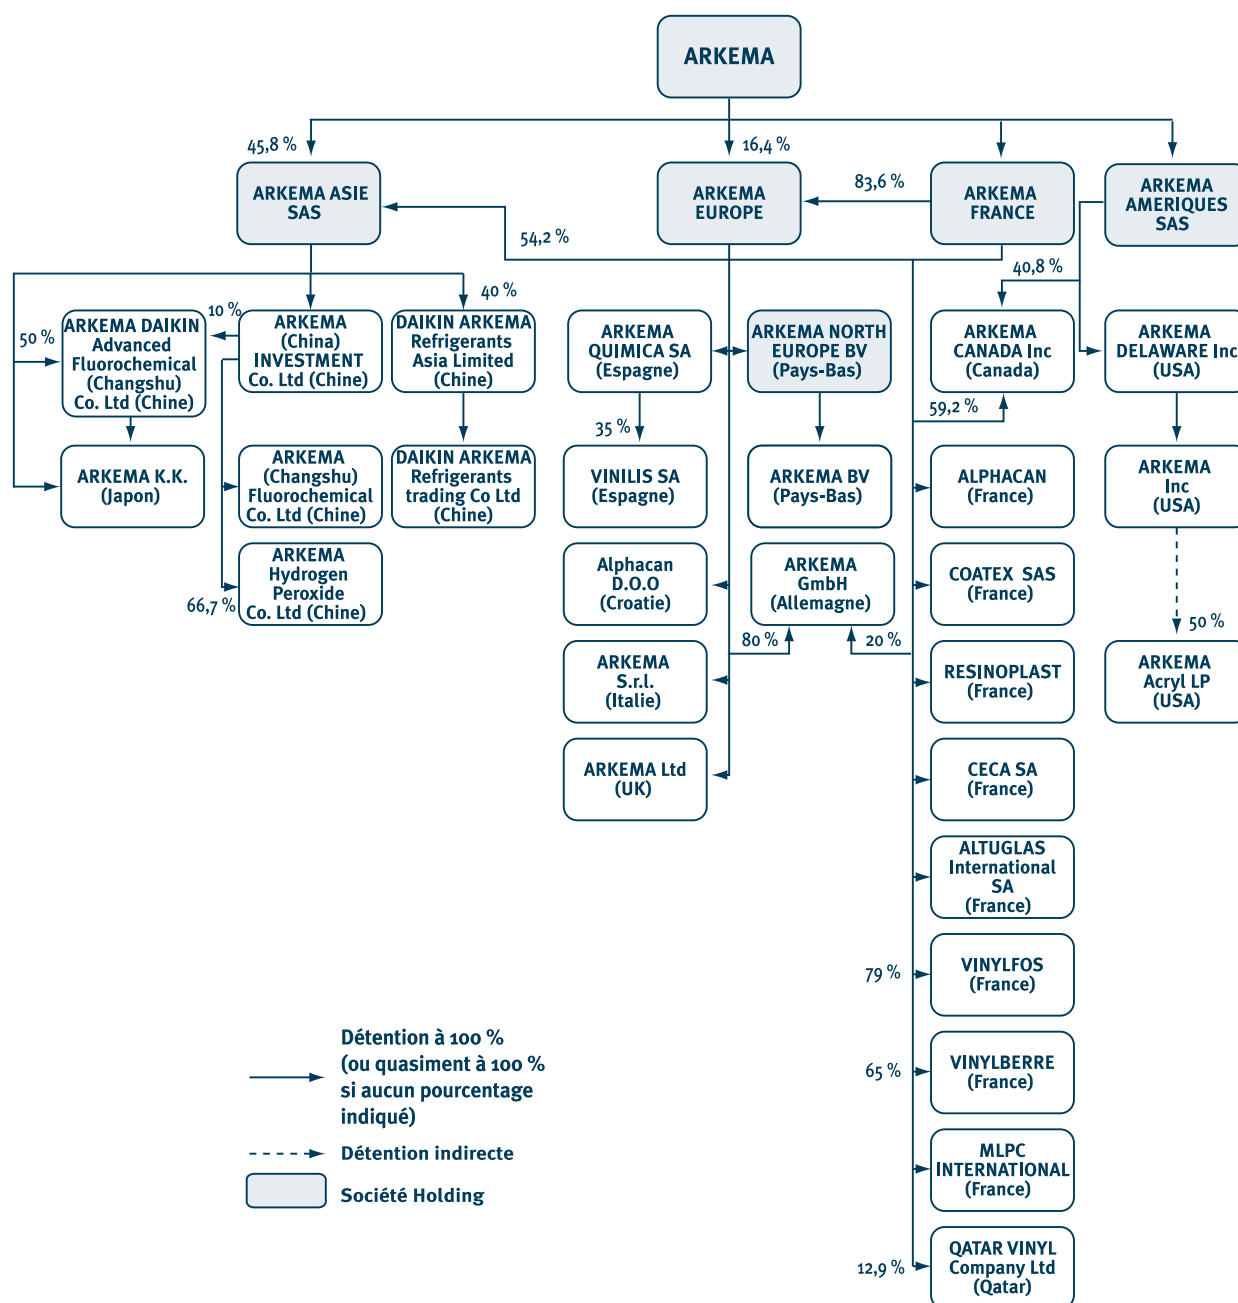 ARKEMA
45,8 %
16,4 %
ARKEMA ASIE
SAS
ARKEMA
EUROPE
83,6 %
ARKEMA
FRANCE
ARKEMA
AMERIQUES
SAS
54,2 %
40,8 %
50 %
ARKEMA DAIKIN
Advanced
Fluorochemical
(Changshu)
Co. Ltd (Chine)
10 %
ARKEMA
(China)
INVESTMENT
Co. Ltd (Chine)
40 %
DAIKIN ARKEMA
Refrigerants
Asia Limited
(Chine)
ARKEMA
QUIMICA SA
(Espagne)
ARKEMA NORTH
EUROPE BV
(Pays-Bas)
ARKEMA
CANADA Inc
(Canada)
ARKEMA
DELAWARE Inc
(USA)
35 %
59,2 %
ARKEMA K.K.
(Japon)
ARKEMA
(Changshu)
Fluorochemical
Co. Ltd (Chine)
DAIKIN ARKEMA
Refrigerants
trading Co Ltd
(Chine)
VINILIS SA
(Espagne)
ARKEMA BV
(Pays-Bas)
ALPHACAN
(France)
ARKEMA
Inc
(USA)
66,7 %
ARKEMA
Hydrogen
Peroxide
Co. Ltd (Chine)
Alphacan
D.O.O
(Croatie)
ARKEMA
GmbH
(Allemagne)
COATEX SAS
(France)
80 %
20 %
50 %
ARKEMA
S.r.l.
(Italie)
RESINOPLAST
(France)
ARKEMA
Acryl LP
(USA)
ARKEMA Ltd
(UK)
CECA SA
(France)
ALTUGLAS
International
SA
(France)
79 %
VINYLFOS
(France)
65 %
VINYLBERRE
(France)
MLPC
INTERNATIONAL
(France)
12,9 %
QATAR VINYL
Company Ltd
(Qatar)
Détention à 100 %
(ou quasiment à 100 %
si aucun pourcentage
indiqué)
Détention indirecte
Société Holding